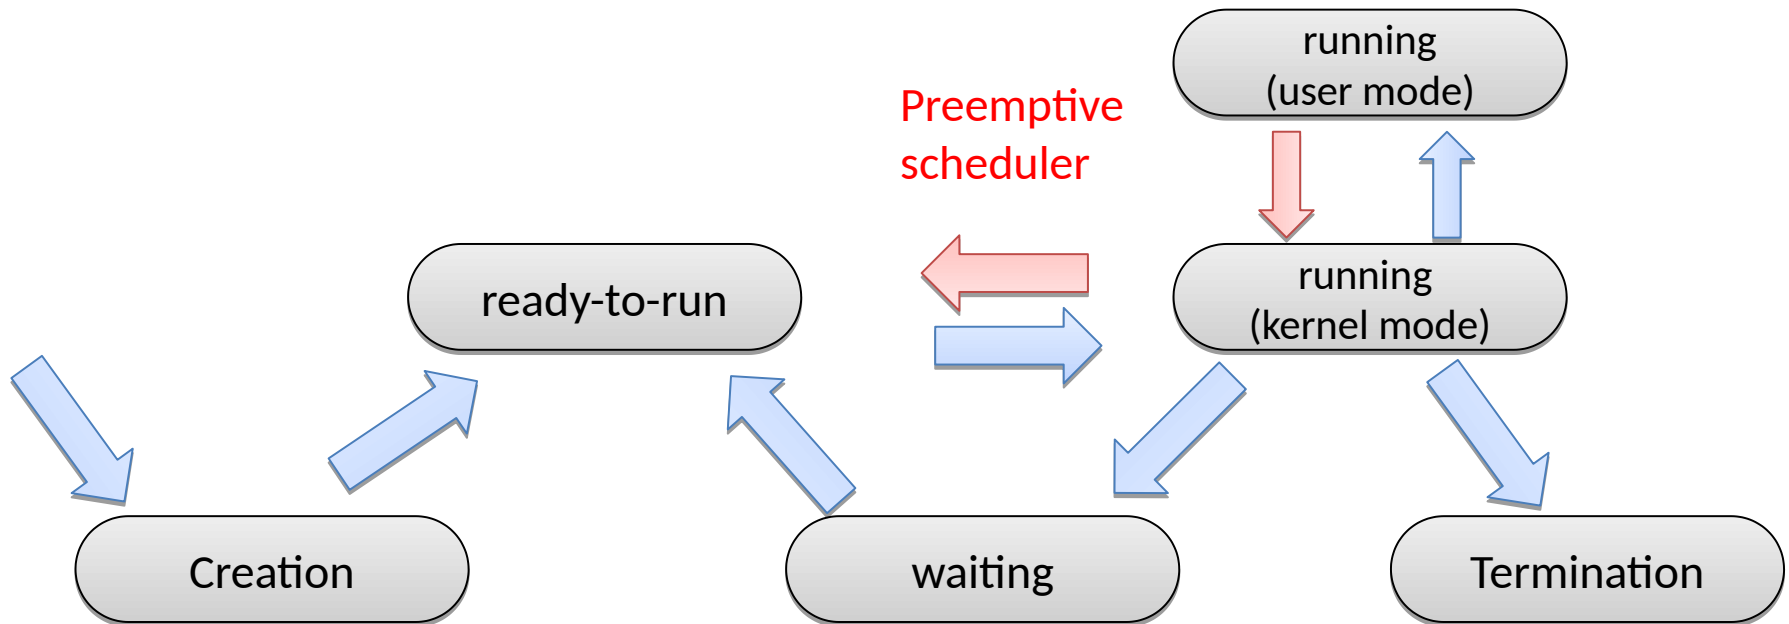 running
(user mode)
Preemptive
scheduler
ready-to-run
running
(kernel mode)
Creation
waiting
Termination